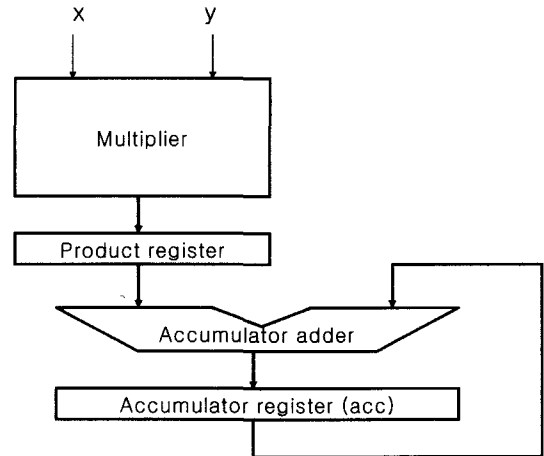 x y
Multiplier
Product register
Accumulator adder
Accumulator register (acc)